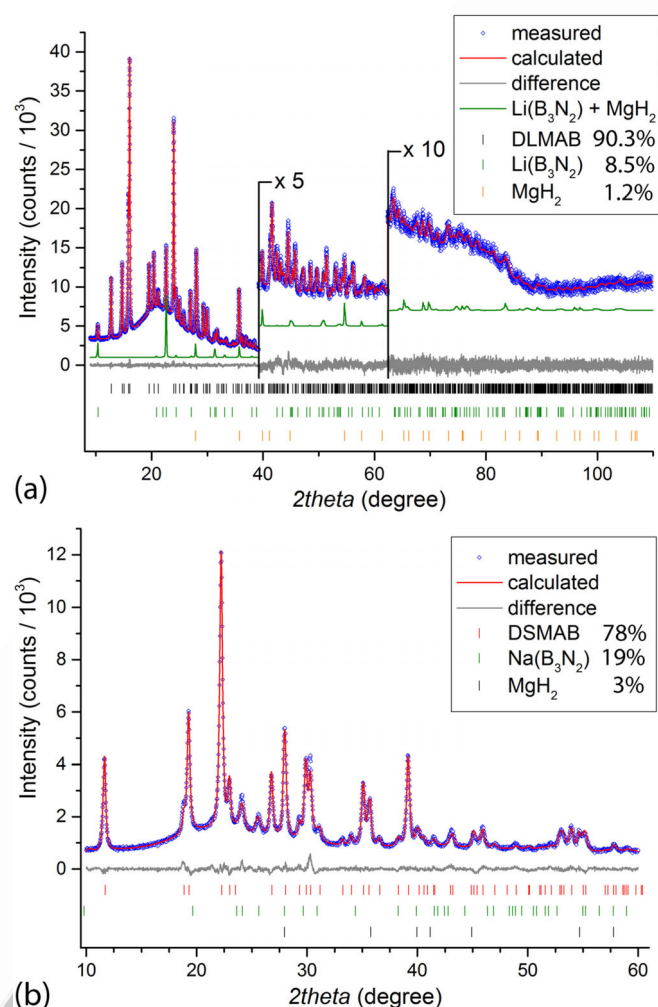 measured
calculated
difference
Li(B₃N₂) + MgH₂
DLMAB 90.3%
Li(B₃N₂) 8.5%
MgH₂ 1.2%
x 5
x 10
Intensity (counts / 10³)
40
35
30
25
20
15
10
5
0
20 40 60 80 100
2theta (degree)
(a)
measured
calculated
difference
DSMAB 78%
Na(B₃N₂) 19%
MgH₂ 3%
Intensity (counts / 10³)
12
10
8
6
4
2
0
10 20 30 40 50 60
2theta (degree)
(b)